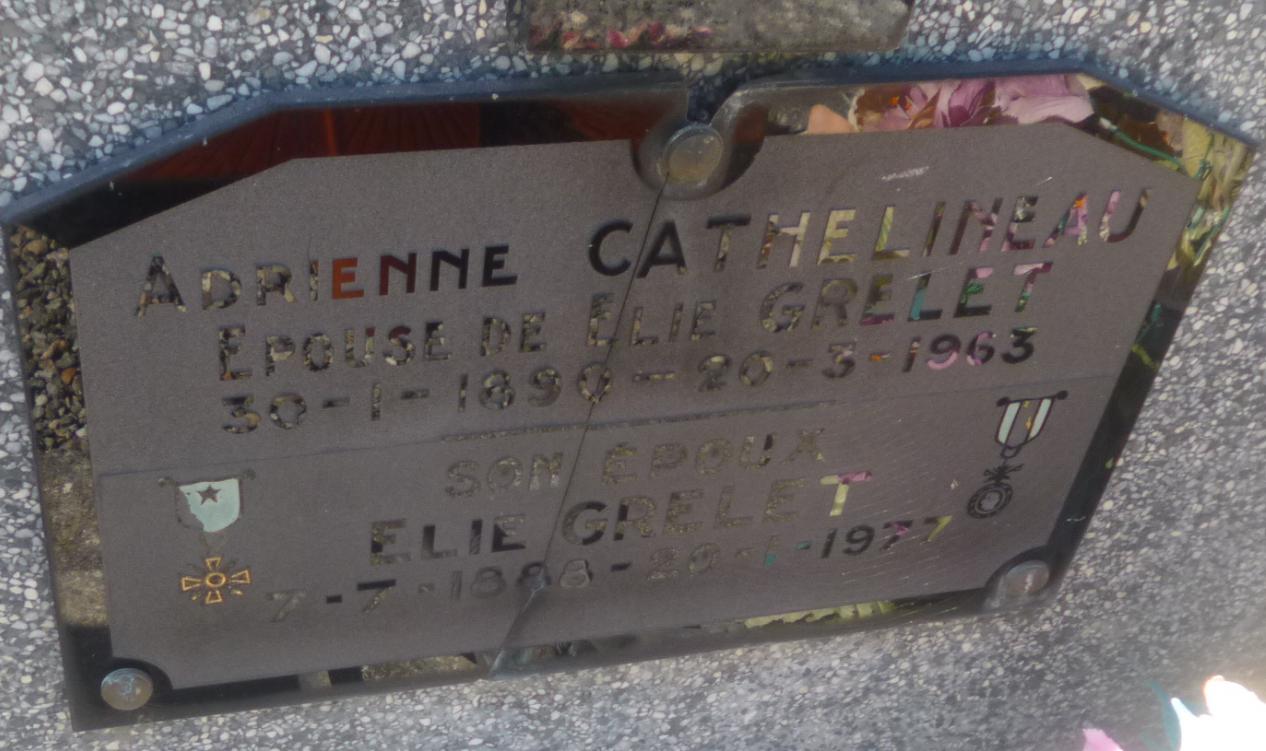 ADRIENNE CATHELINEAU
EPOUSE DE ELIE GRELET
30-1-1890-20-3-1963
SON ÉPOUX
ELIE GRELET
7-7-1888-20-1-1977